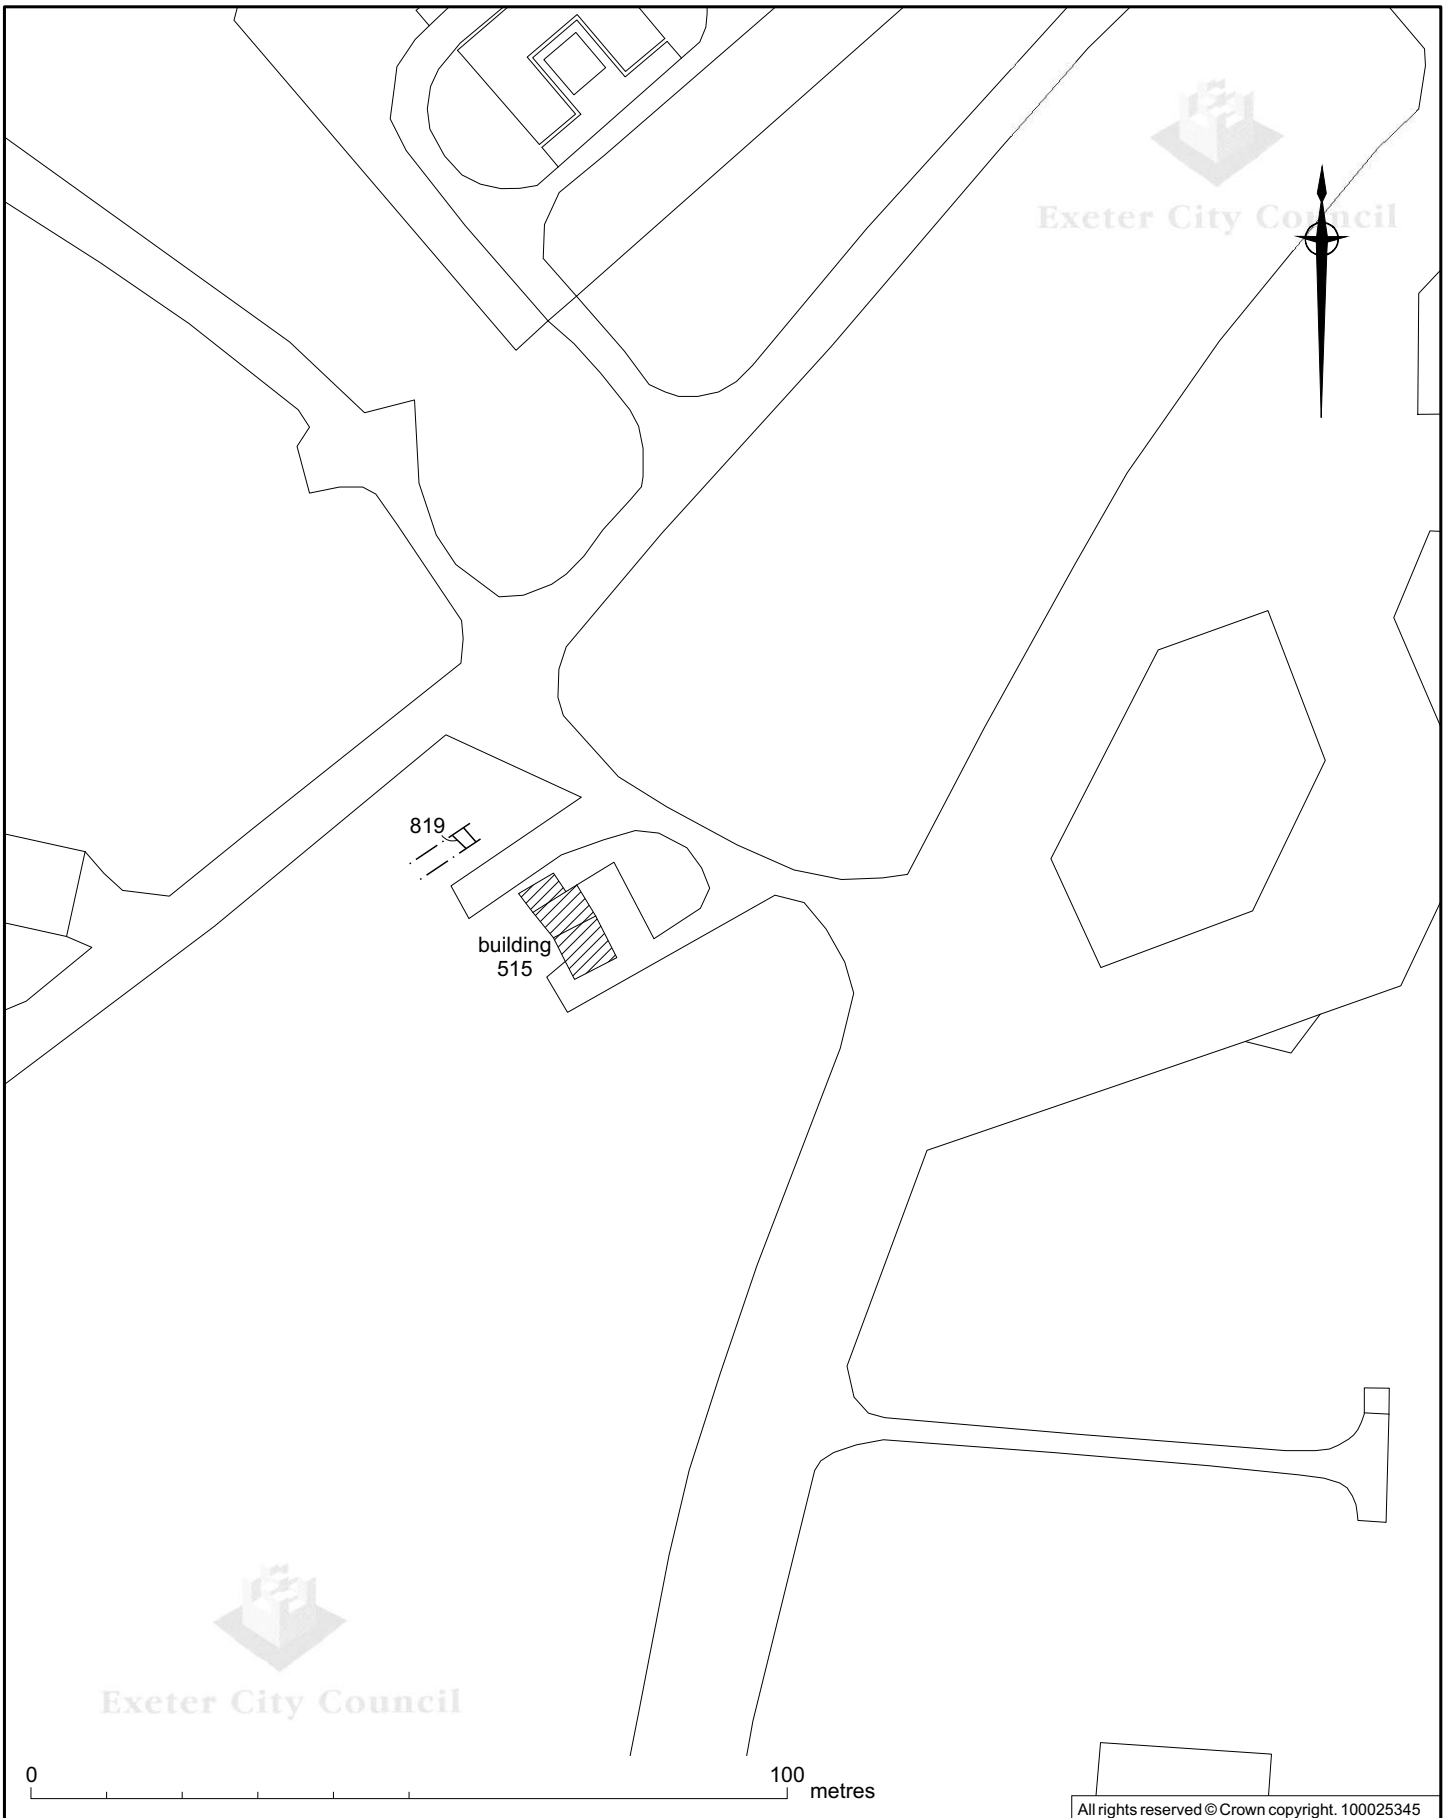 Exeter City Council
819
building
515
Exeter City Council
0
100
metres
All rights reserved © Crown copyright. 100025345